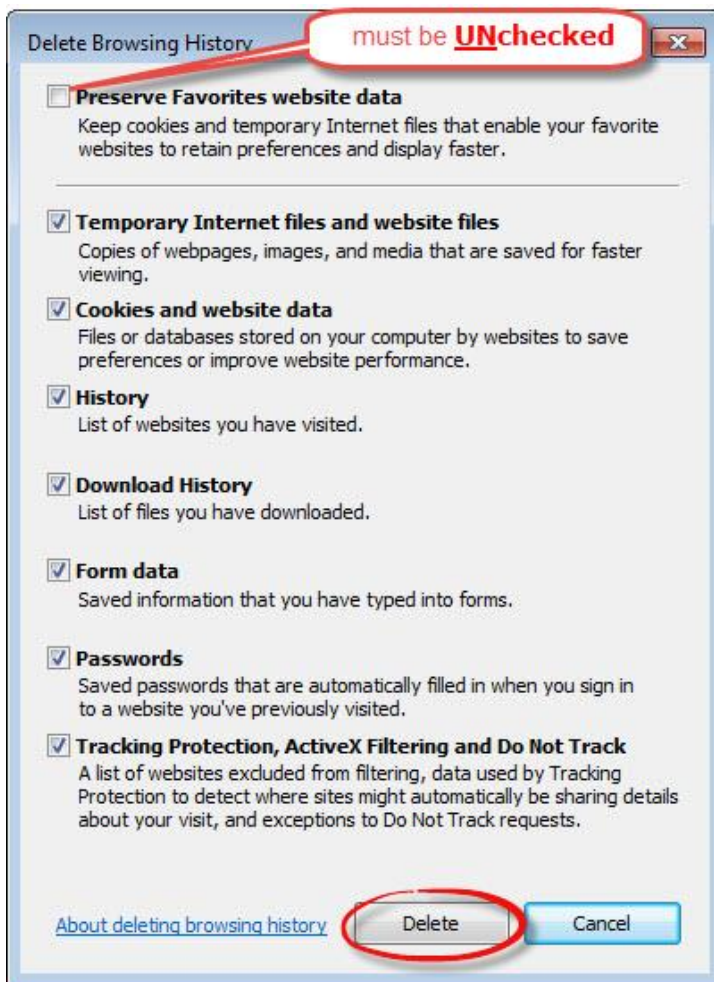 must be UNchecked
Delete Browsing History
Preserve Favorites website data
Keep cookies and temporary Internet files that enable your favorite
websites to retain preferences and display faster.
Temporary Internet files and website files
Copies of webpages, images, and media that are saved for faster
viewing.
Cookies and website data
Files or databases stored on your computer by websites to save
preferences or improve website performance.
History
List of websites you have visited.
Download History
List of files you have downloaded.
Form data
Saved information that you have typed into forms.
Passwords
Saved passwords that are automatically filled in when you sign in
to a website you've previously visited.
Tracking Protection, ActiveX Filtering and Do Not Track
A list of websites excluded from filtering, data used by Tracking
Protection to detect where sites might automatically be sharing details
about your visit, and exceptions to Do Not Track requests.
About deleting browsing history
Delete
Cancel